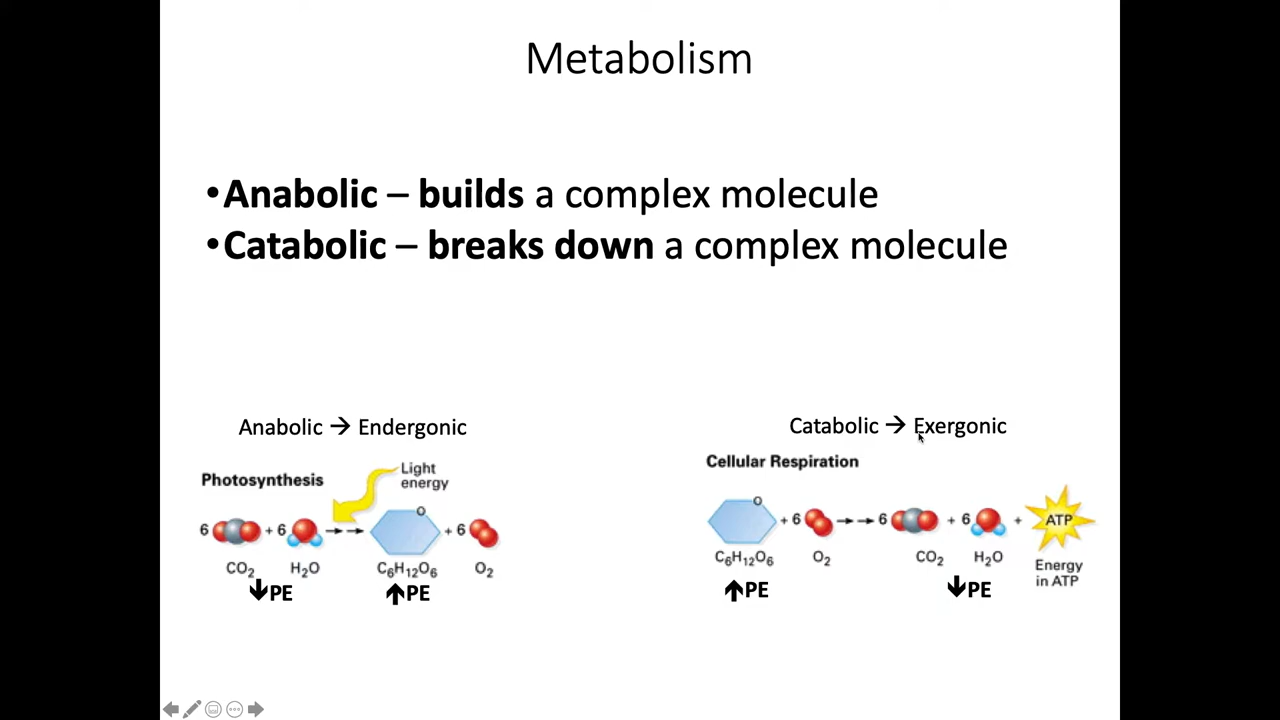 Metabolism
•Anabolic – builds a complex molecule
•Catabolic – breaks down a complex molecule
Anabolic → Endergonic
Photosynthesis
Light
energy
6 + 6 →→ O + 6
CO₂ H₂O C₆H₁₂O₆ O₂
↓PE ↑PE
Catabolic → Exergonic
Cellular Respiration
O + 6 →→ 6 + 6 + ATP
C₆H₁₂O₆ O₂ CO₂ H₂O Energy
in ATP
↑PE ↓PE